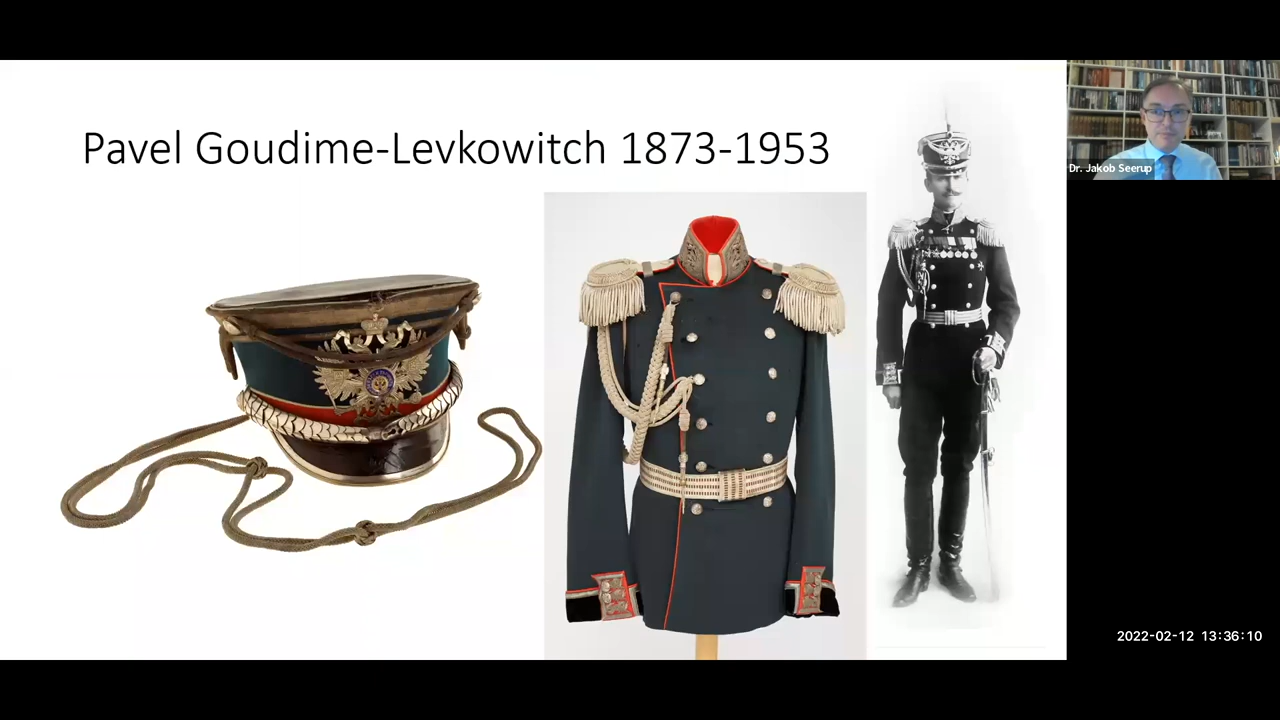 Pavel Goudime-Levkowitch 1873-1953
Dr. Jakob Seerup
2022-02-12 13:36:10